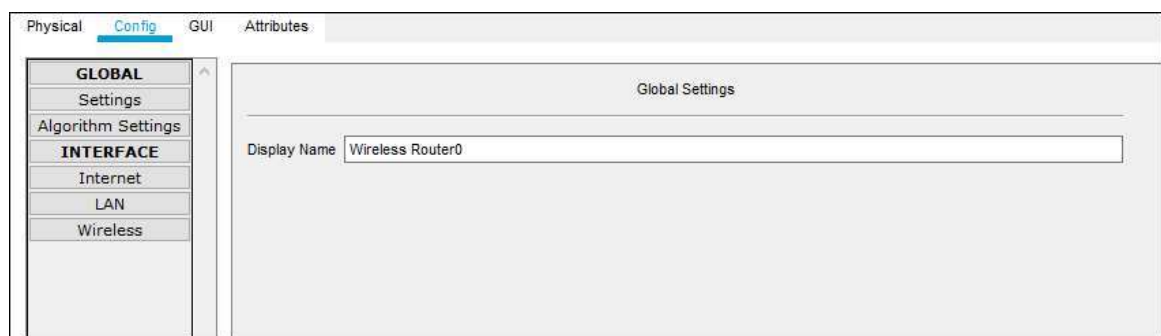 Physical Config GUI Attributes
GLOBAL
Settings
Algorithm Settings
INTERFACE
Internet
LAN
Wireless
Global Settings
Display Name Wireless Router0